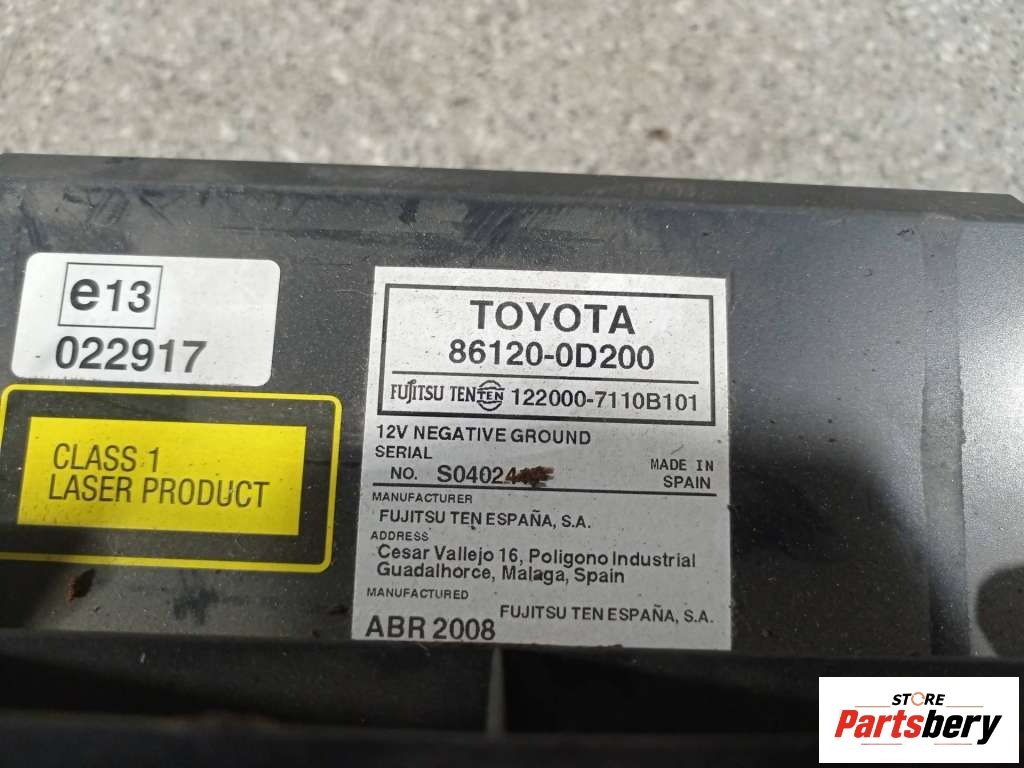 e13
022917
CLASS 1
LASER PRODUCT
TOYOTA
86120-0D200
FUJITSU TEN TEN 122000-7110B101
12V NEGATIVE GROUND
SERIAL
NO. S0402
MADE IN
SPAIN
MANUFACTURER
FUJITSU TEN ESPAÑA, S.A.
ADDRESS
Cesar Vallejo 16, Poligono Industrial
Guadalhorce, Malaga, Spain
MANUFACTURED
FUJITSU TEN ESPAÑA, S.A.
ABR 2008
STORE
Partsbery